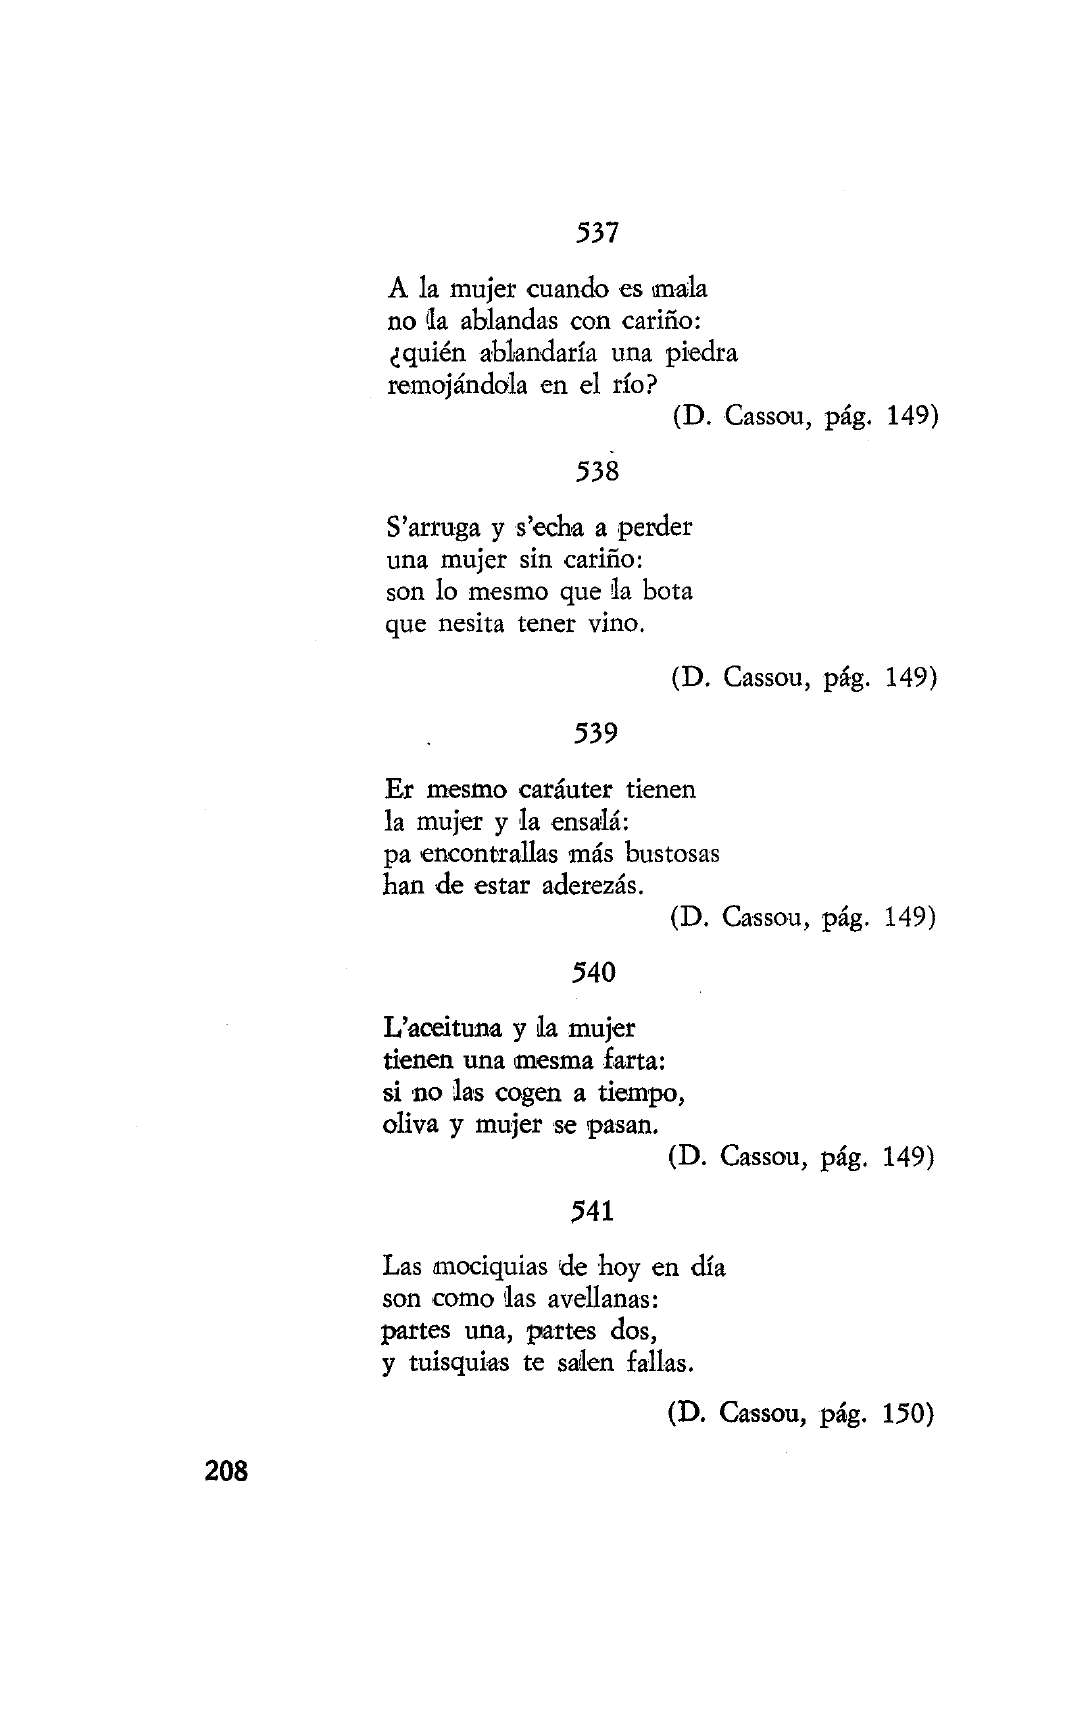 537
A la mujer cuando es mala
no la ablandas con cariño:
¿quién ablandaría una piedra
remojándola en el río?
(D. Cassou, pág. 149)
538
S'arruga y s'echa a perder
una mujer sin cariño:
son lo mesmo que la bota
que nesita tener vino.
(D. Cassou, pág. 149)
539
Er mesmo caráuter tienen
la mujer y la ensalá:
pa encontrallas más bustosas
han de estar aderezás.
(D. Cassou, pág. 149)
540
L'aceituna y la mujer
tienen una mesma farta:
si no las cogen a tiempo,
oliva y mujer se pasan.
(D. Cassou, pág. 149)
541
Las mociquias de hoy en día
son como las avellanas:
partes una, partes dos,
y tuisquias te salen fallas.
(D. Cassou, pág. 150)
208